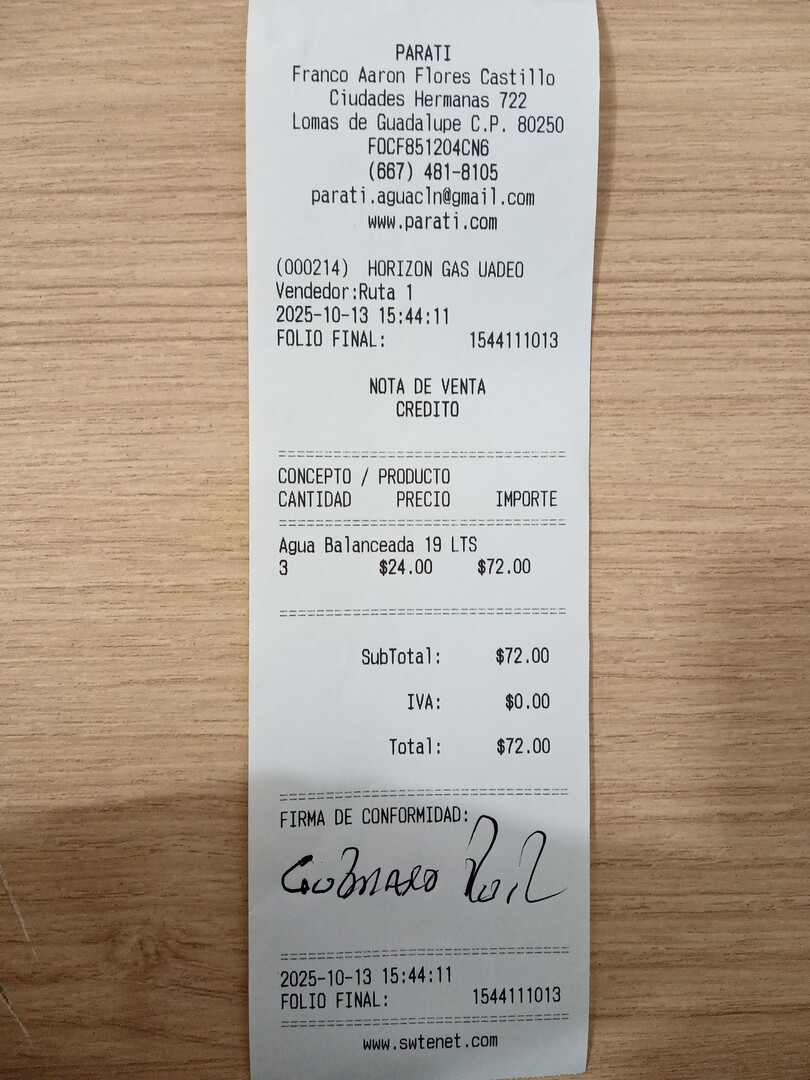 PARATI
Franco Aaron Flores Castillo
Ciudades Hermanas 722
Lomas de Guadalupe C.P. 80250
FOCF851204CN6
(667) 481-8105
parati.aguacln@gmail.com
www.parati.com
(000214) HORIZON GAS UADEO
Vendedor:Ruta 1
2025-10-13 15:44:11
FOLIO FINAL: 1544111013
NOTA DE VENTA
CREDITO
CONCEPTO / PRODUCTO
CANTIDAD PRECIO IMPORTE
Agua Balanceada 19 LTS
3 $24.00 $72.00
SubTotal: $72.00
IVA: $0.00
Total: $72.00
FIRMA DE CONFORMIDAD:
2025-10-13 15:44:11
FOLIO FINAL: 1544111013
www.swtenet.com